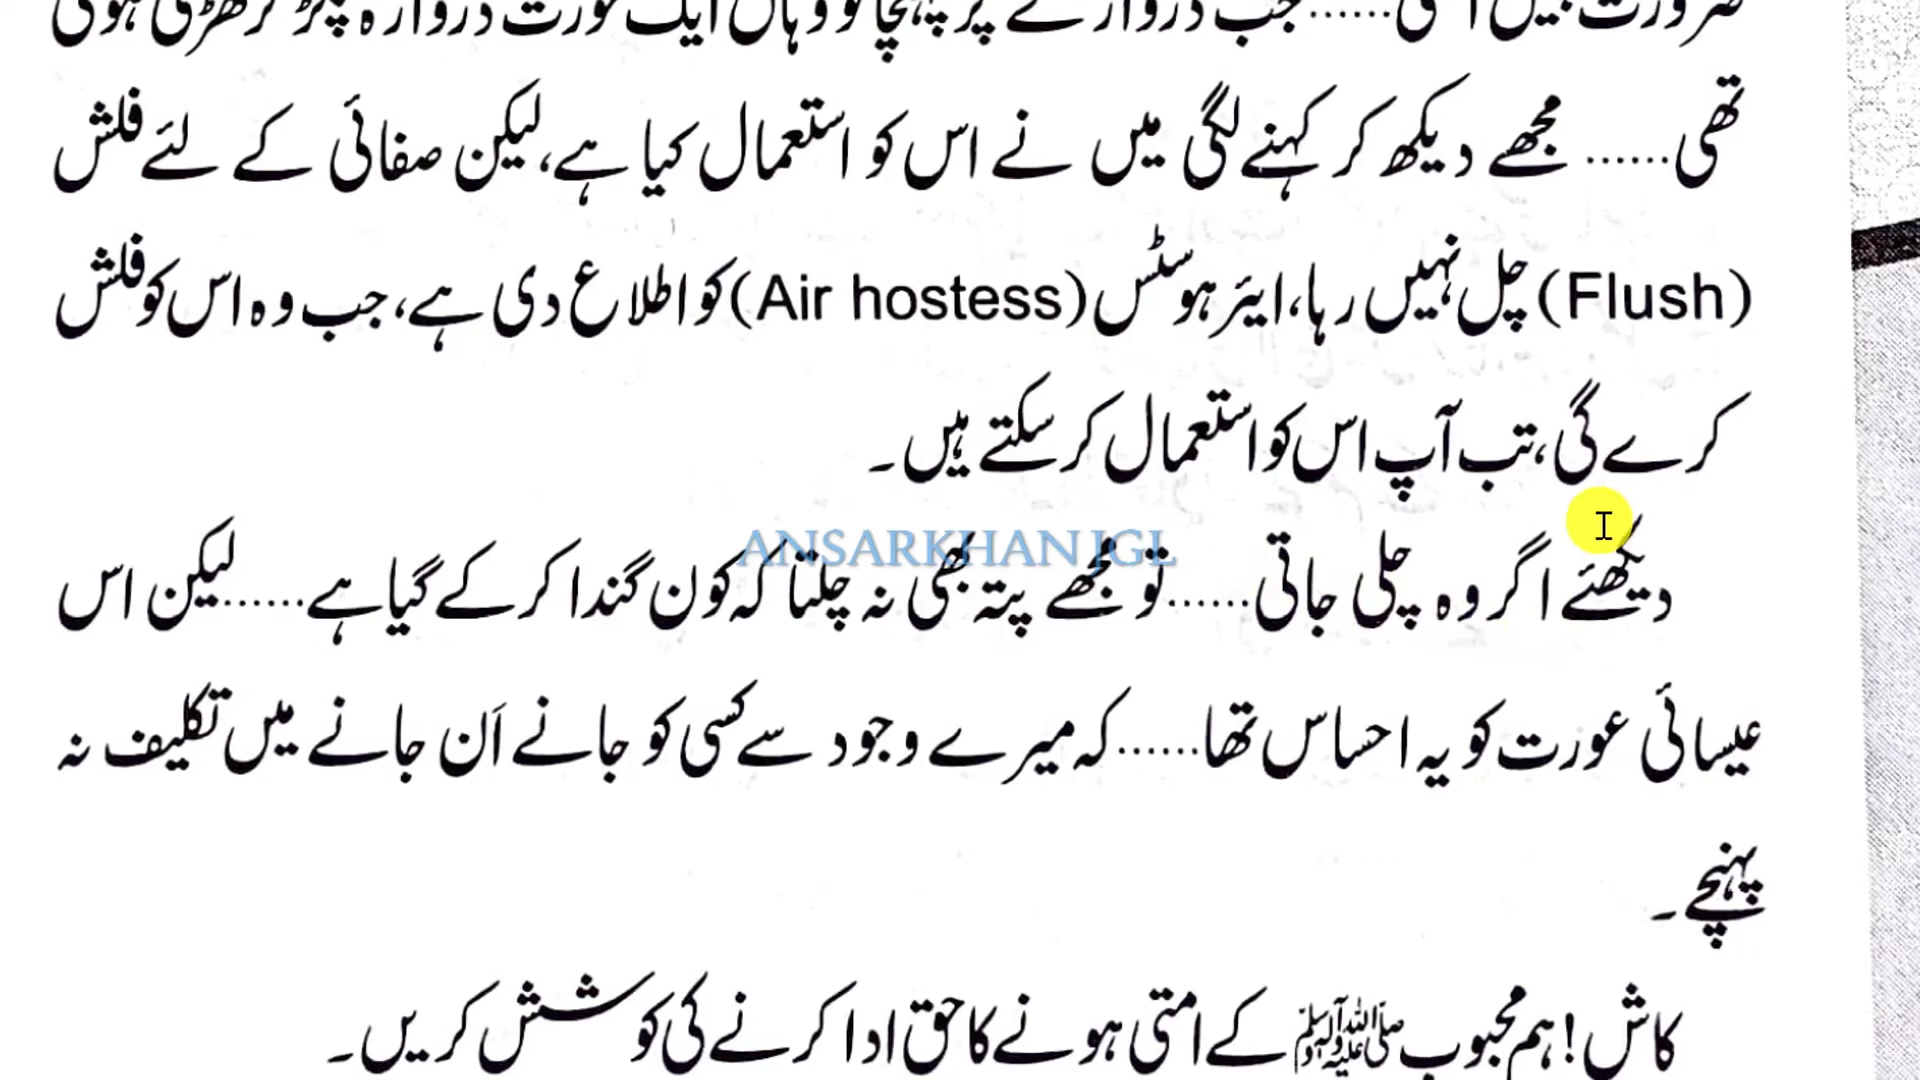 ضرورت نہیں آئی تھی......جب دروازے پر پہنچا تو وہاں ایک عورت دروازہ پکڑ کر کھڑی ہوئی
تھی...... مجھے دیکھ کر کہنے لگی میں نے اس کو استعمال کیا ہے،لیکن صفائی کے لئے فلش
(Flush) چل نہیں رہا،ایئر ہوسٹس (Air hostess) کو اطلاع دی ہے، جب وہ اس کو فلش
کرے گی،تب آپ اس کو استعمال کر سکتے ہیں۔
ANSARKHAN JGL
دیکھئے اگر وہ چلی جاتی......تو مجھے پتہ بھی نہ چلتا کہ کون گندا کر کے گیا ہے......لیکن اس
عیسائی عورت کو یہ احساس تھا......کہ میرے وجود سے کسی کو جانے اَن جانے میں تکلیف نہ
پہنچے۔
کاش! ہم محبوب ﷺ کے امتی ہونے کا حق ادا کرنے کی کوشش کریں۔